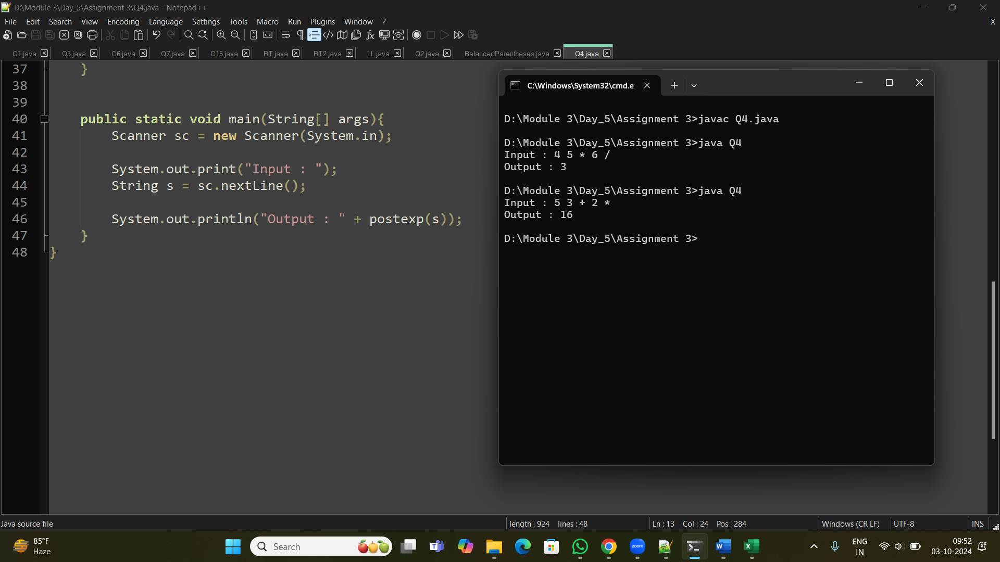 D:\Module 3\Day_5\Assignment 3\Q4.java - Notepad++
File Edit Search View Encoding Language Settings Tools Macro Run Plugins Window ?
X
Q1.java Q3.java Q6.java Q7.java Q15.java BT.java BT2.java LL.java Q2.java BalancedParentheses.java Q4.java
37 }
38
39
40 public static void main(String[] args){
41 Scanner sc = new Scanner(System.in);
42
43 System.out.print("Input : ");
44 String s = sc.nextLine();
45
46 System.out.println("Output : " + postexp(s));
47 }
48 }
C:\Windows\System32\cmd.e
D:\Module 3\Day_5\Assignment 3>javac Q4.java
D:\Module 3\Day_5\Assignment 3>java Q4
Input : 4 5 * 6 /
Output : 3
D:\Module 3\Day_5\Assignment 3>java Q4
Input : 5 3 + 2 *
Output : 16
D:\Module 3\Day_5\Assignment 3>
Java source file length : 924 lines : 48 Ln : 13 Col : 24 Pos : 284 Windows (CR LF) UTF-8 INS
85°F
Haze
Search
zoom
ENG
IN
09:52
03-10-2024